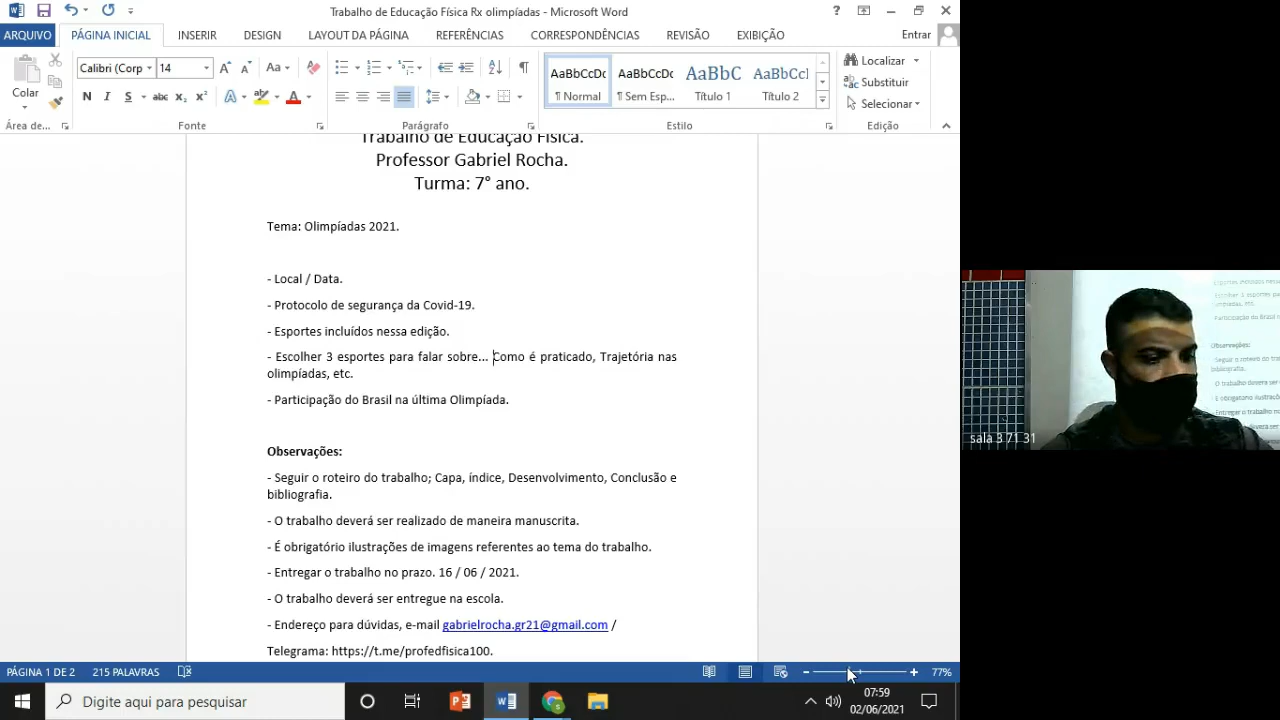 Trabalho de Educação Física Rx olimpíadas - Microsoft Word
?
ARQUIVO PÁGINA INICIAL INSERIR DESIGN LAYOUT DA PÁGINA REFERÊNCIAS CORRESPONDÊNCIAS REVISÃO EXIBIÇÃO Entrar
Calibri (Corp 14 Aa
AaBbCcDc AaBbCcDc AaBbC AaBbCcI
¶ Normal ¶ Sem Esp... Título 1 Título 2
Localizar
Substituir
Selecionar
Colar
N I S abc x₂ x² A ab A
Área de... Fonte Parágrafo Estilo Edição
Trabalho de Educação Física.
Professor Gabriel Rocha.
Turma: 7° ano.
Tema: Olimpíadas 2021.
- Local / Data.
- Protocolo de segurança da Covid-19.
- Esportes incluídos nessa edição.
- Escolher 3 esportes para falar sobre... Como é praticado, Trajetória nas
olimpíadas, etc.
- Participação do Brasil na última Olimpíada.
Observações:
- Seguir o roteiro do trabalho; Capa, índice, Desenvolvimento, Conclusão e
bibliografia.
- O trabalho deverá ser realizado de maneira manuscrita.
- É obrigatório ilustrações de imagens referentes ao tema do trabalho.
- Entregar o trabalho no prazo. 16 / 06 / 2021.
- O trabalho deverá ser entregue na escola.
- Endereço para dúvidas, e-mail gabrielrocha.gr21@gmail.com /
Telegrama: https://t.me/profedfisica100.
PÁGINA 1 DE 2 215 PALAVRAS 77%
Digite aqui para pesquisar
07:59
02/06/2021
sala 3 71 31
Observações: